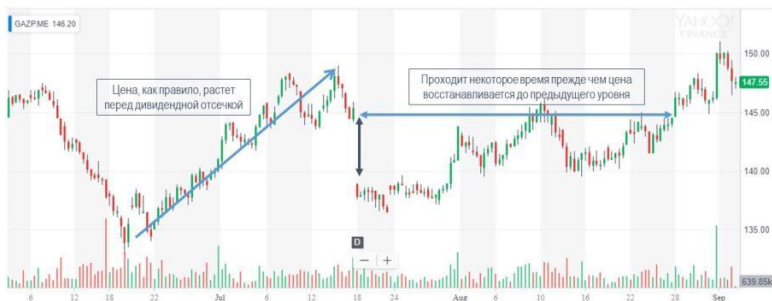 GAZP.ME 146.20
YAHOO!
FINANCE
Цена, как правило, растет
перед дивидендной отсечкой
Проходит некоторое время прежде чем цена
восстанавливается до предыдущего уровня
150.00
147.55
145.00
140.00
135.00
D
− +
639.85k
6 12 18 22 Jul 6 12 18 24 Aug 4 10 16 22 28 Sep